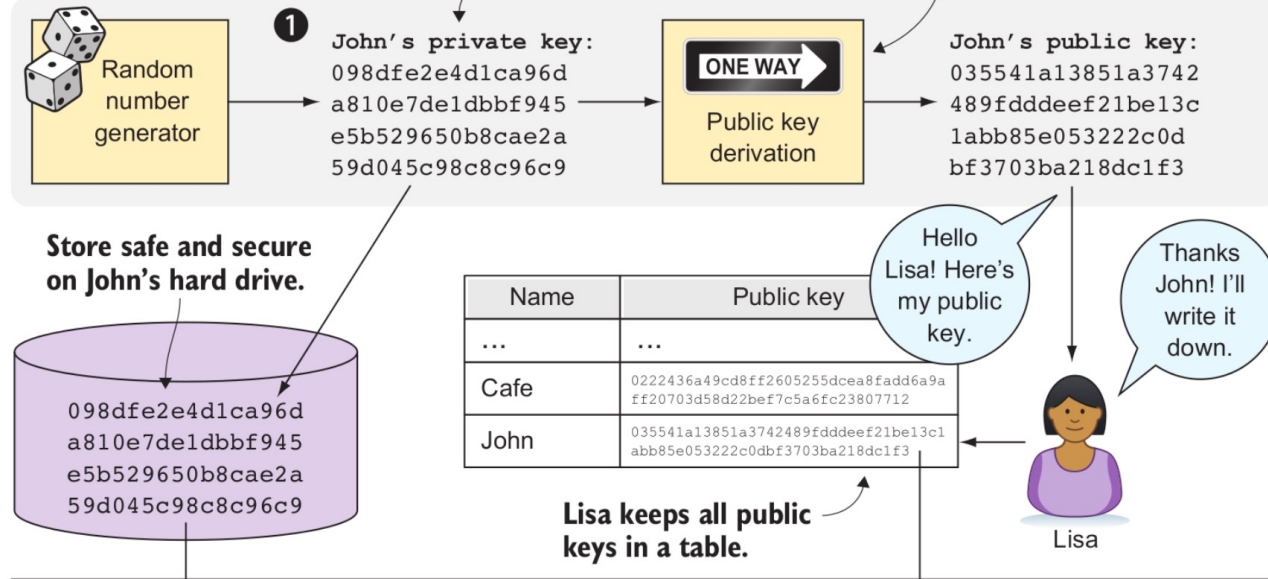 1
Random
number
generator
John's private key:
098dfe2e4d1ca96d
a810e7de1dbbf945
e5b529650b8cae2a
59d045c98c8c96c9
ONE WAY
Public key
derivation
John's public key:
035541a13851a3742
489fdddeef21be13c
1abb85e053222c0d
bf3703ba218dc1f3
Store safe and secure
on John's hard drive.
098dfe2e4d1ca96d
a810e7de1dbbf945
e5b529650b8cae2a
59d045c98c8c96c9
Name Public key
... ...
Cafe 0222436a49cd8ff2605255dcea8fadd6a9a
ff20703d58d22bef7c5a6fc23807712
John 035541a13851a3742489fdddeef21be13c1
abb85e053222c0dbf3703ba218dc1f3
Lisa keeps all public
keys in a table.
Hello
Lisa! Here's
my public
key.
Thanks
John! I'll
write it
down.
Lisa